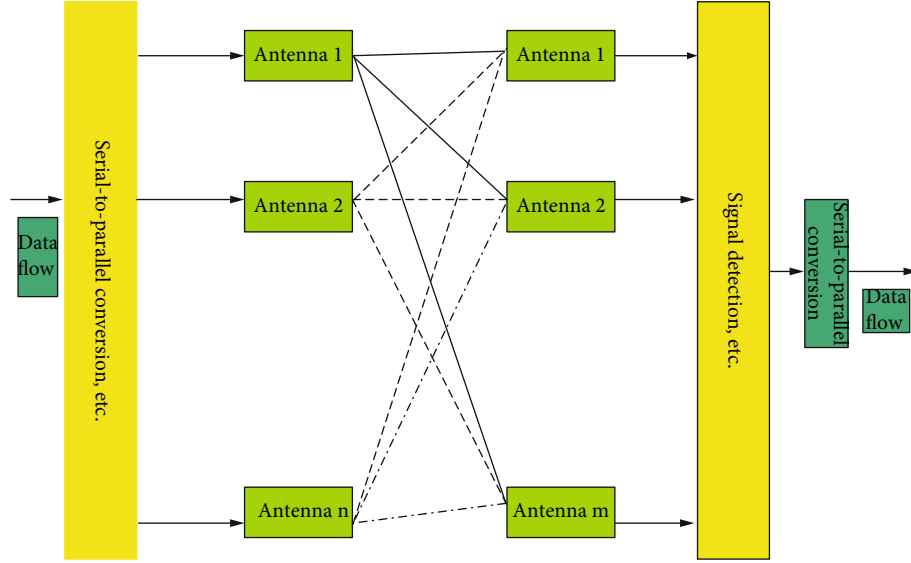 Data
flow
Serial-to-parallel conversion, etc.
Antenna 1
Antenna 2
Antenna n
Antenna 1
Antenna 2
Antenna m
Signal detection, etc.
Serial-to-parallel
conversion
Data
flow